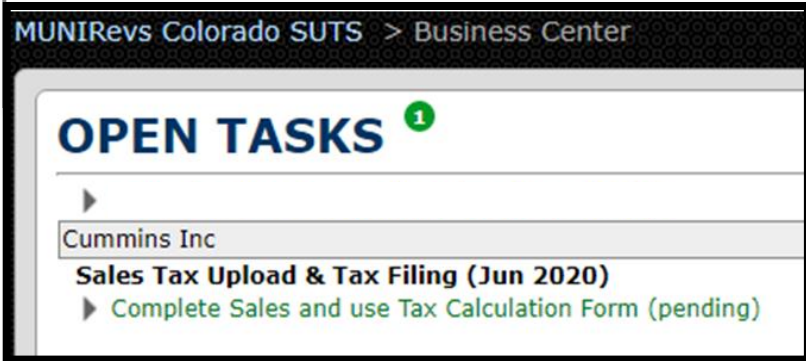 MUNIRevs Colorado SUTS > Business Center
OPEN TASKS 1
Cummins Inc
Sales Tax Upload & Tax Filing (Jun 2020)
Complete Sales and use Tax Calculation Form (pending)